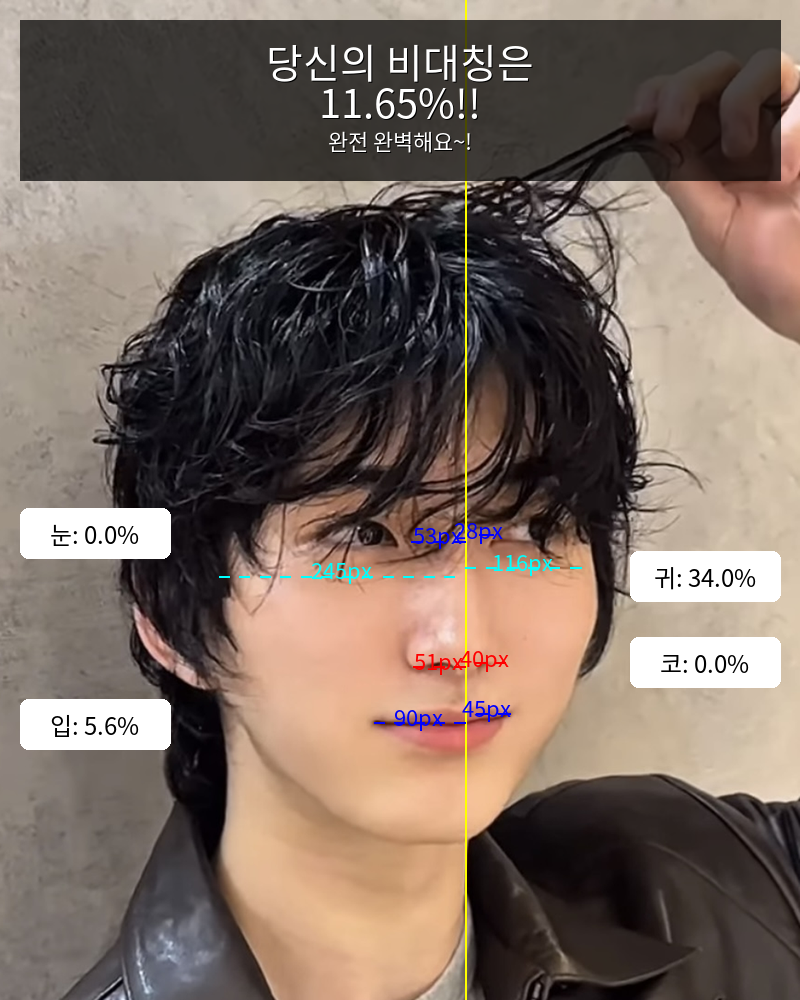 당신의 비대칭은
11.65%!!
완전 완벽해요~!
눈: 0.0%
53px
28px
245px
116px
귀: 34.0%
51px
40px
코: 0.0%
입: 5.6%
90px
45px